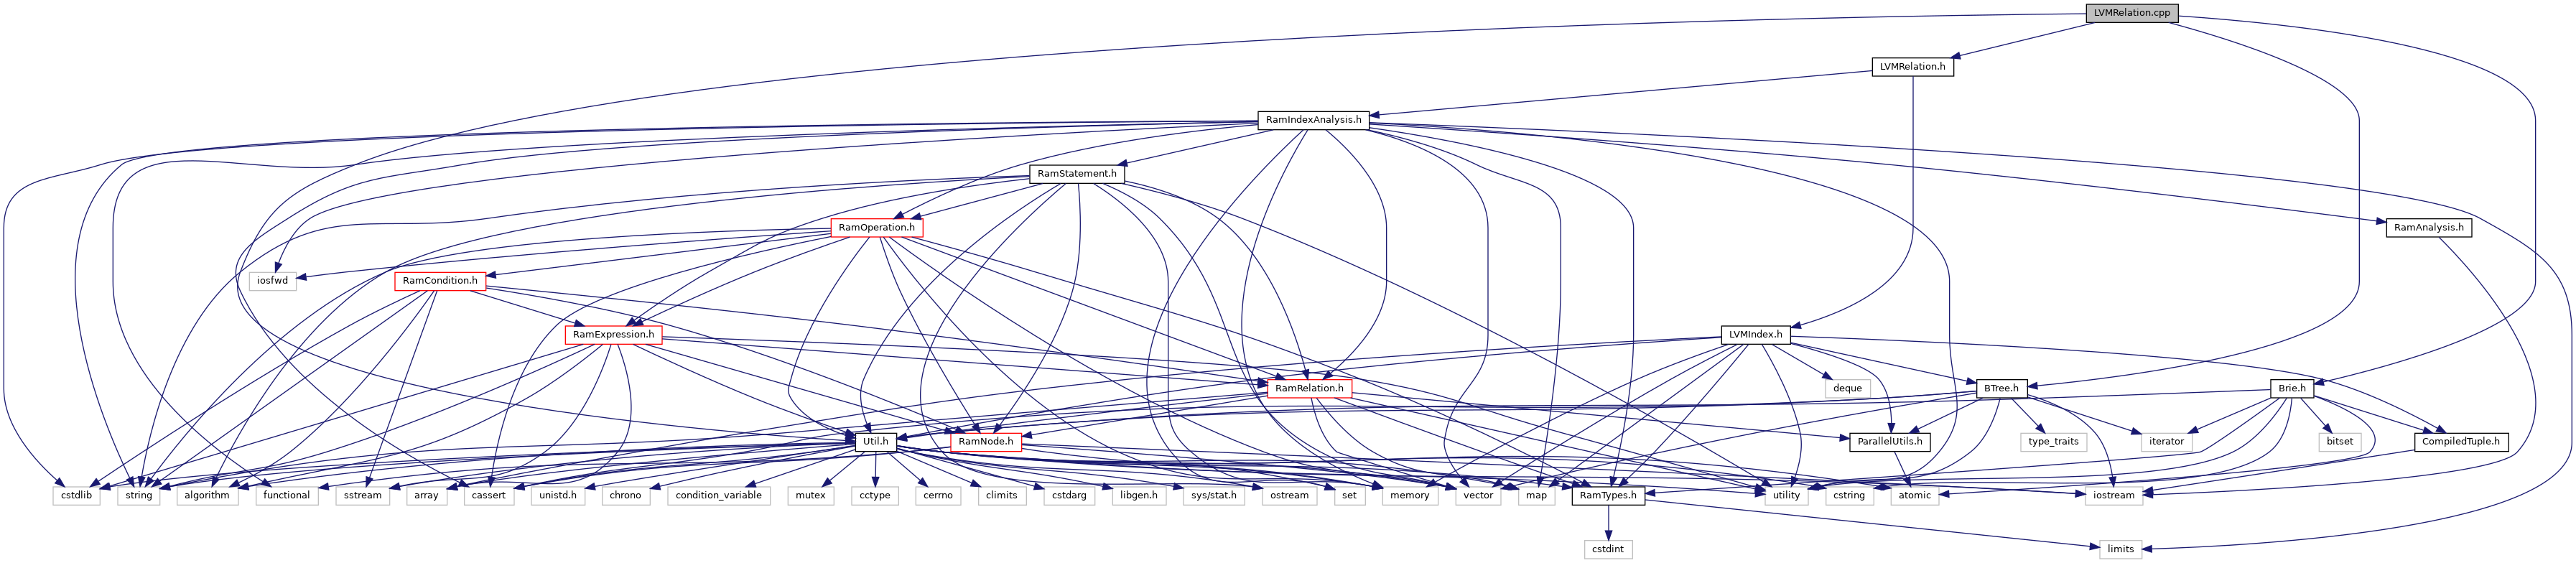 LVMRelation.cpp
LVMRelation.h
RamIndexAnalysis.h
RamStatement.h
RamOperation.h
RamAnalysis.h
iosfwd
RamCondition.h
RamExpression.h
LVMIndex.h
RamRelation.h
deque
BTree.h
Brie.h
Util.h
RamNode.h
ParallelUtils.h
type_traits
iterator
bitset
CompiledTuple.h
cstdlib
string
algorithm
functional
sstream
array
cassert
unistd.h
chrono
condition_variable
mutex
cctype
cerrno
climits
cstdarg
libgen.h
sys/stat.h
ostream
set
memory
vector
map
RamTypes.h
utility
cstring
atomic
iostream
cstdint
limits